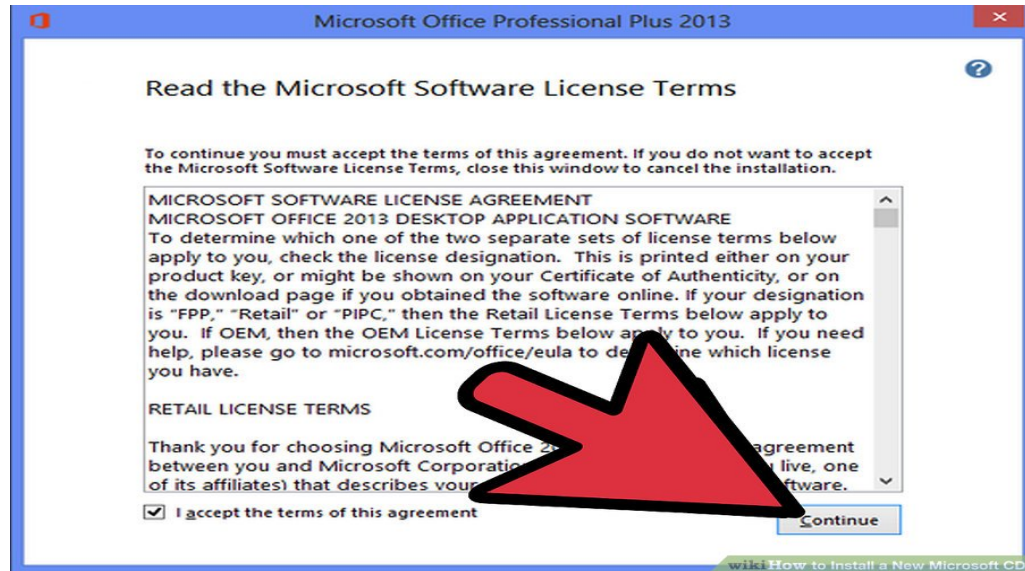 Microsoft Office Professional Plus 2013
Read the Microsoft Software License Terms
To continue you must accept the terms of this agreement. If you do not want to accept
the Microsoft Software License Terms, close this window to cancel the installation.
MICROSOFT SOFTWARE LICENSE AGREEMENT
MICROSOFT OFFICE 2013 DESKTOP APPLICATION SOFTWARE
To determine which one of the two separate sets of license terms below
apply to you, check the license designation. This is printed either on your
product key, or might be shown on your Certificate of Authenticity, or on
the download page if you obtained the software online. If your designation
is “FPP,” “Retail” or “PIPC,” then the Retail License Terms below apply to
you. If OEM, then the OEM License Terms below apply to you. If you need
help, please go to microsoft.com/office/eula to which license
you have.
RETAIL LICENSE TERMS
Thank you for choosing Microsoft Office agreement
between you and Microsoft live, one
of its affiliates) that describes your
I accept the terms of this agreement
Continue
wikiHow to Install a New Microsoft CD